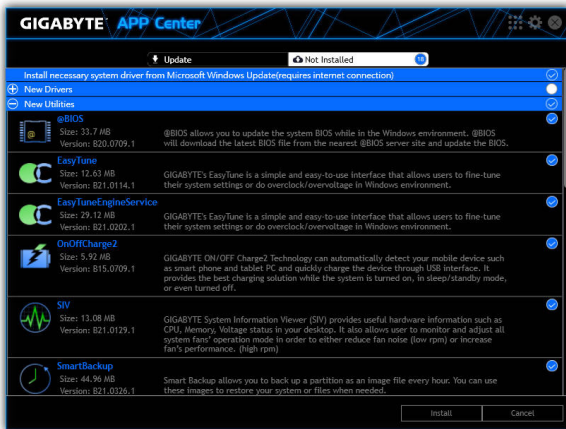 GIGABYTE™ APP Center
Update
Not Installed 18
Install necessary system driver from Microsoft Windows Update(requires internet connection)
New Drivers
New Utilities
@BIOS
Size: 33.7 MB
Version: B20.0709.1
@BIOS allows you to update the system BIOS while in the Windows environment. @BIOS
will download the latest BIOS file from the nearest @BIOS server site and update the BIOS.
EasyTune
Size: 12.63 MB
Version: B21.0114.1
GIGABYTE's EasyTune is a simple and easy-to-use interface that allows users to fine-tune
their system settings or do overclock/overvoltage in Windows environment.
EasyTuneEngineService
Size: 29.12 MB
Version: B21.0202.1
GIGABYTE's EasyTune is a simple and easy-to-use interface that allows users to fine-tune
their system settings or do overclock/overvoltage in Windows environment.
OnOffCharge2
Size: 5.92 MB
Version: B15.0709.1
GIGABYTE ON/OFF Charge2 Technology can automatically detect your mobile device such
as smart phone and tablet PC and quickly charge the device through USB interface. It
provides the best charging solution while the system is turned on, in sleep/standby mode,
or even turned off.
SIV
Size: 13.08 MB
Version: B21.0129.1
GIGABYTE System Information Viewer (SIV) provides useful hardware information such as
CPU, Memory, Voltage status in your desktop. It also allows user to monitor and adjust all
system fans' operation mode in order to either reduce fan noise (low rpm) or increase
fan's performance. (high rpm)
SmartBackup
Size: 44.96 MB
Version: B21.0326.1
Smart Backup allows you to back up a partition as an image file every hour. You can use
these images to restore your system or files when needed.
Install
Cancel